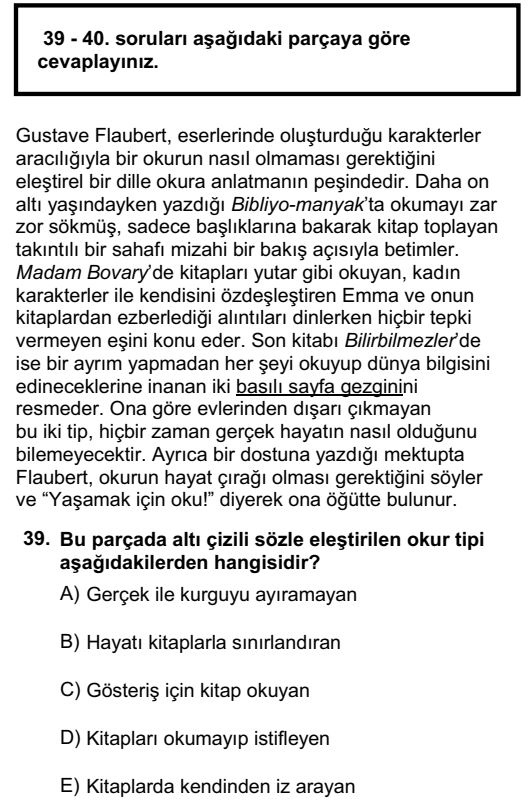 39 - 40. soruları aşağıdaki parçaya göre
cevaplayınız.
Gustave Flaubert, eserlerinde oluşturduğu karakterler
aracılığıyla bir okurun nasıl olmaması gerektiğini
eleştirel bir dille okura anlatmanın peşindedir. Daha on
altı yaşındayken yazdığı Bibliyo-manyak'ta okumayı zar
zor sökmüş, sadece başlıklarına bakarak kitap toplayan
takıntılı bir sahafı mizahi bir bakış açısıyla betimler.
Madam Bovary'de kitapları yutar gibi okuyan, kadın
karakterler ile kendisini özdeşleştiren Emma ve onun
kitaplardan ezberlediği alıntıları dinlerken hiçbir tepki
vermeyen eşini konu eder. Son kitabı Bilirbilmezler'de
ise bir ayrım yapmadan her şeyi okuyup dünya bilgisini
edineceklerine inanan iki basılı sayfa gezginini
resmeder. Ona göre evlerinden dışarı çıkmayan
bu iki tip, hiçbir zaman gerçek hayatın nasıl olduğunu
bilemeyecektir. Ayrıca bir dostuna yazdığı mektupta
Flaubert, okurun hayat çırağı olması gerektiğini söyler
ve “Yaşamak için oku!” diyerek ona öğütte bulunur.
39. Bu parçada altı çizili sözle eleştirilen okur tipi
aşağıdakilerden hangisidir?
A) Gerçek ile kurguyu ayıramayan
B) Hayatı kitaplarla sınırlandıran
C) Gösteriş için kitap okuyan
D) Kitapları okumayıp istifleyen
E) Kitaplarda kendinden iz arayan